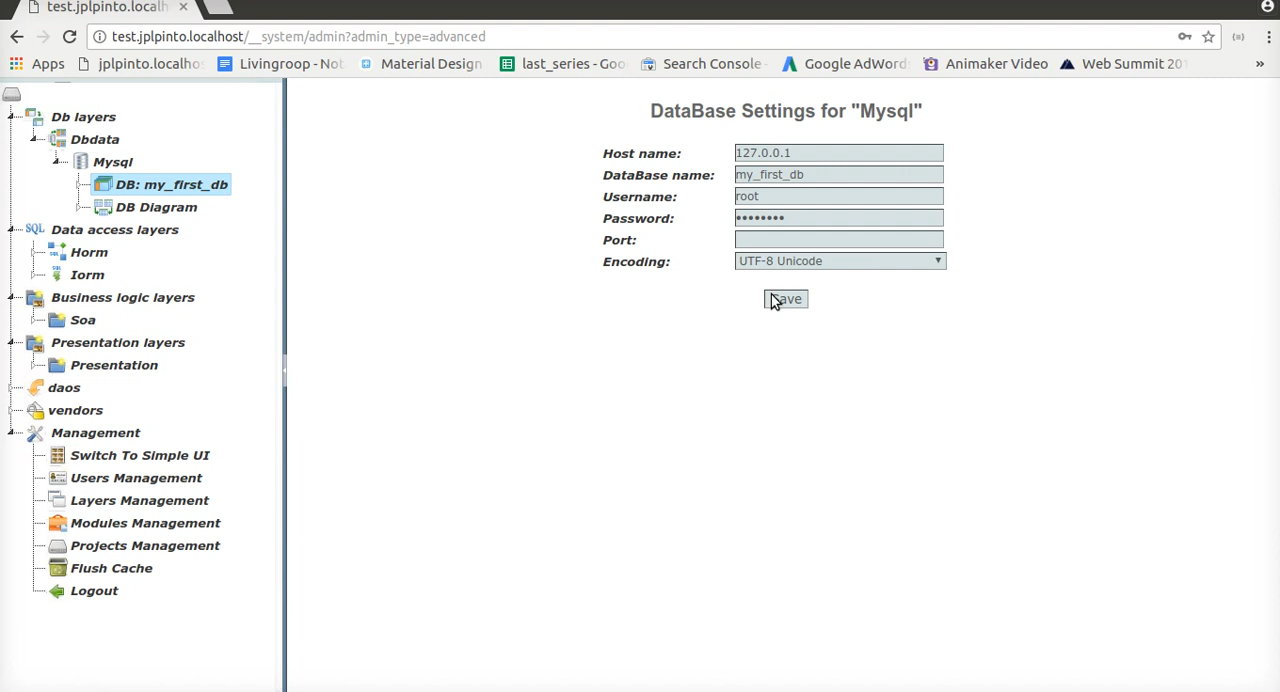 test.jplpinto.localh
test.jplpinto.localhost/__system/admin?admin_type=advanced
Apps jplpinto.localhos Livingroop - Not Material Design last_series - Goo Search Console - Google AdWord Animaker Video Web Summit 201 »
DataBase Settings for "Mysql"
Host name: 127.0.0.1
DataBase name: my_first_db
Username: root
Password: ••••••••
Port:
Encoding: UTF-8 Unicode
Save
Db layers
Dbdata
Mysql
DB: my_first_db
DB Diagram
SQL Data access layers
Horm
Iorm
Business logic layers
Soa
Presentation layers
Presentation
daos
vendors
Management
Switch To Simple UI
Users Management
Layers Management
Modules Management
Projects Management
Flush Cache
Logout